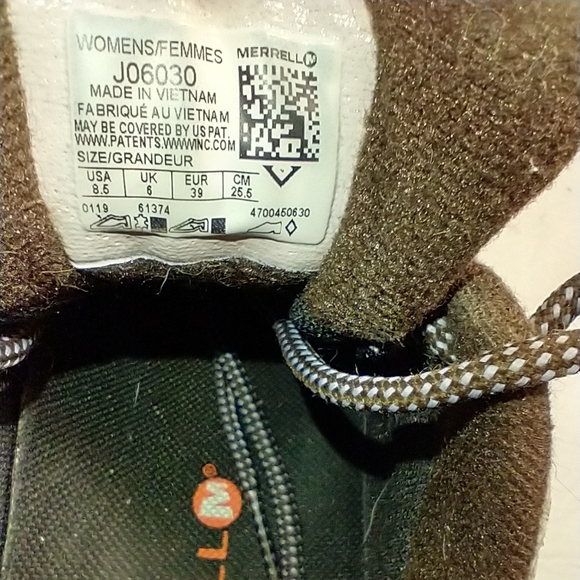 WOMENS/FEMMES
MERRELL M
J06030
MADE IN VIETNAM
FABRIQUÉ AU VIETNAM
MAY BE COVERED BY US PAT.
WWW.PATENTS.WWWINC.COM
SIZE/GRANDEUR
USA UK EUR CM
8.5 6 39 25.5
0119 61374 4700450630
LL M®